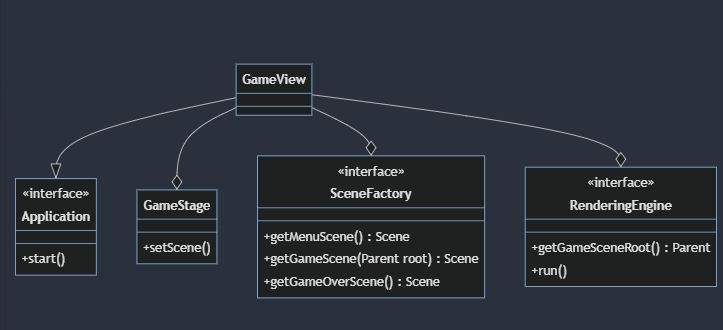 GameView
«interface»
Application
+start()
GameStage
+setScene()
«interface»
SceneFactory
+getMenuScene() : Scene
+getGameScene(Parent root) : Scene
+getGameOverScene() : Scene
«interface»
RenderingEngine
+getGameSceneRoot() : Parent
+run()